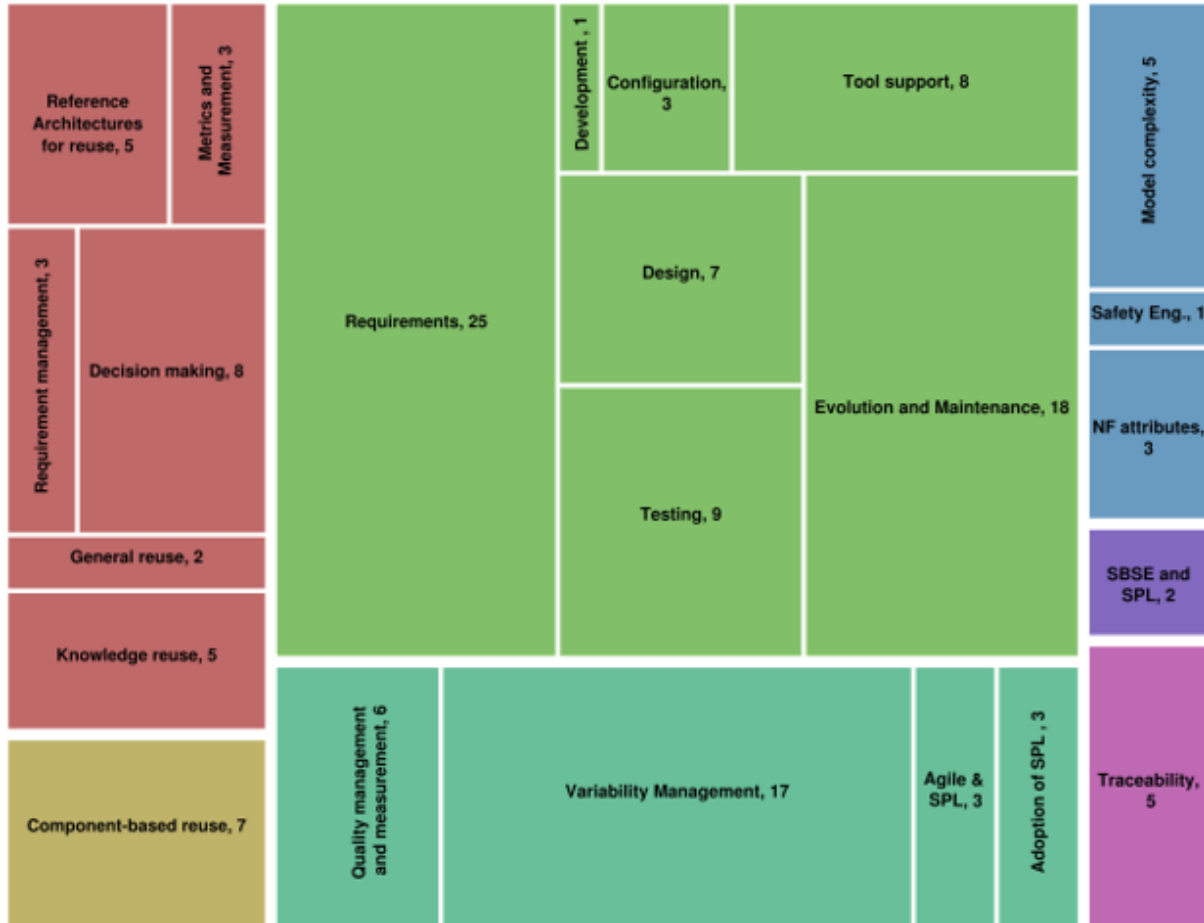 Reference
Architectures
for reuse, 5
Metrics and
Measurement, 3
Requirement management, 3
Decision making, 8
General reuse, 2
Knowledge reuse, 5
Component-based reuse, 7
Requirements, 25
Development , 1
Configuration,
3
Tool support, 8
Design, 7
Testing, 9
Evolution and Maintenance, 18
Quality management
and measurement, 6
Variability Management, 17
Agile &
SPL, 3
Adoption of SPL , 3
Model complexity, 5
Safety Eng., 1
NF attributes,
3
SBSE and
SPL, 2
Traceability,
5